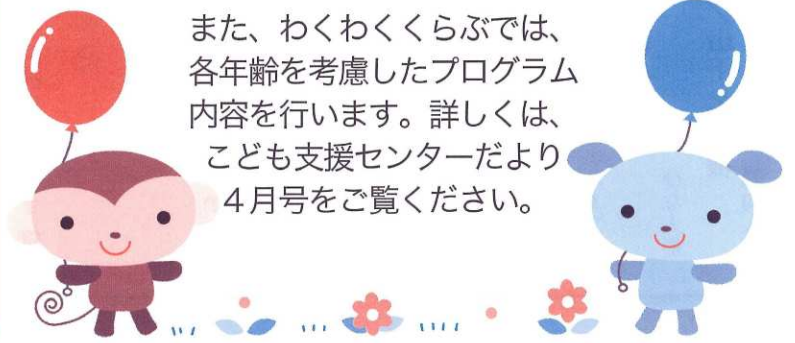 また、わくわくくらぶでは、
各年齢を考慮したプログラム
内容を行います。詳しくは、
こども支援センターだより
４月号をご覧ください。